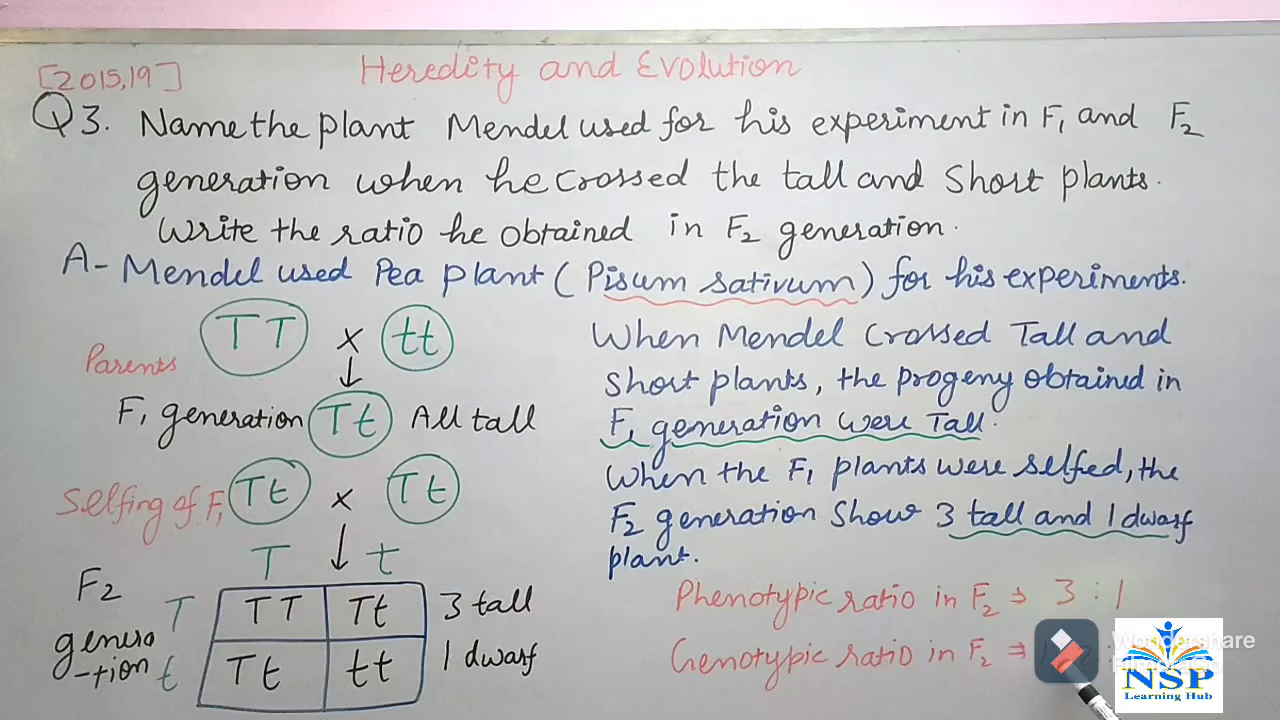 [2015,19]
Heredity and Evolution
Q3. Name the plant Mendel used for his experiment in F₁ and F₂
generation when he crossed the tall and short plants.
Write the ratio he obtained in F₂ generation.
A- Mendel used Pea plant (Pisum sativum) for his experiments.
TT x tt
Parents
F₁ generation Tt All tall
Selfing of F₁ Tt x Tt
T t
F2
genera
-tion
T TT Tt 3 tall
t Tt tt 1 dwarf
When Mendel Crossed Tall and
short plants, the progeny obtained in
F₁ generation were Tall.
When the F₁ plants were selfed, the
F₂ generation show 3 tall and 1 dwarf
plant.
Phenotypic ratio in F₂ ⇒ 3 : 1
Genotypic ratio in F₂ ⇒
Wondershare
NSP
Learning Hub